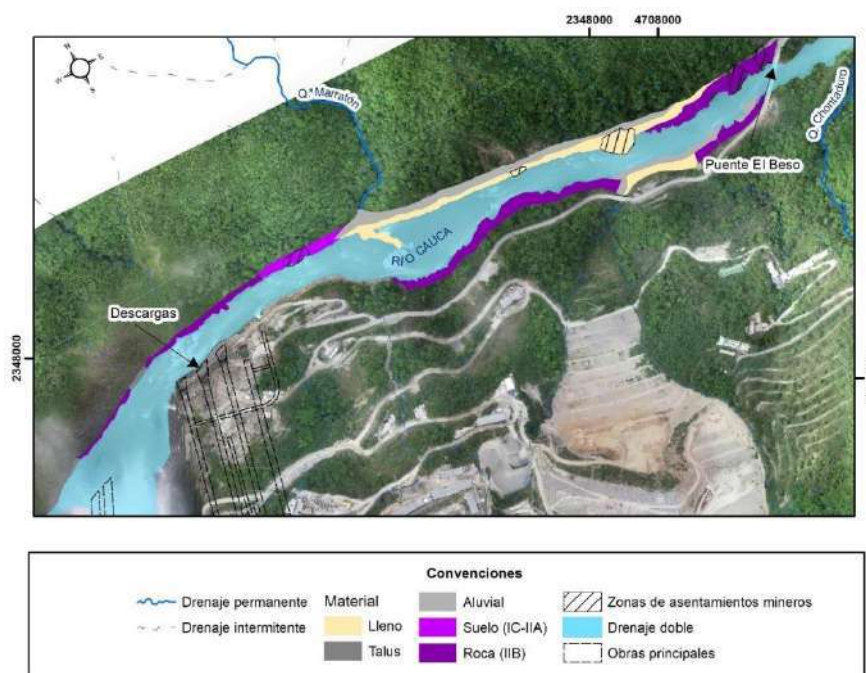 2348000 4708000
N
E
S
Q.ª Marratón
Q. Chontaduro
Puente El Beso
RÍO CAUCA
Descargas
2348000
Convenciones
Drenaje permanente
Drenaje intermitente
Material
Lleno
Talus
Aluvial
Suelo (IC-IIA)
Roca (IIB)
Zonas de asentamientos mineros
Drenaje doble
Obras principales